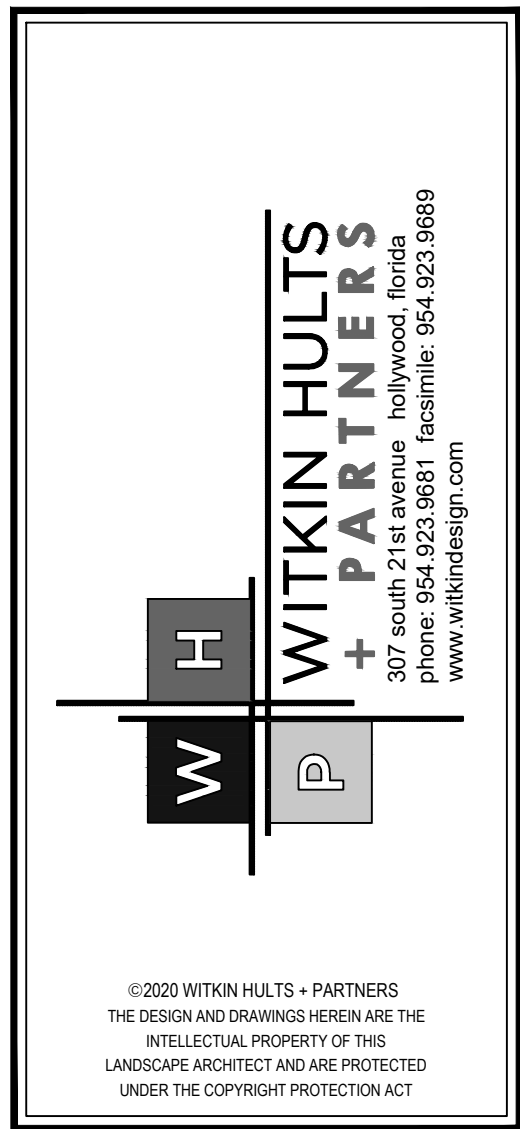 W H
P
WITKIN HULTS
+ PARTNERS
307 south 21st avenue hollywood, florida
phone: 954.923.9681 facsimile: 954.923.9689
www.witkindesign.com
©2020 WITKIN HULTS + PARTNERS
THE DESIGN AND DRAWINGS HEREIN ARE THE
INTELLECTUAL PROPERTY OF THIS
LANDSCAPE ARCHITECT AND ARE PROTECTED
UNDER THE COPYRIGHT PROTECTION ACT